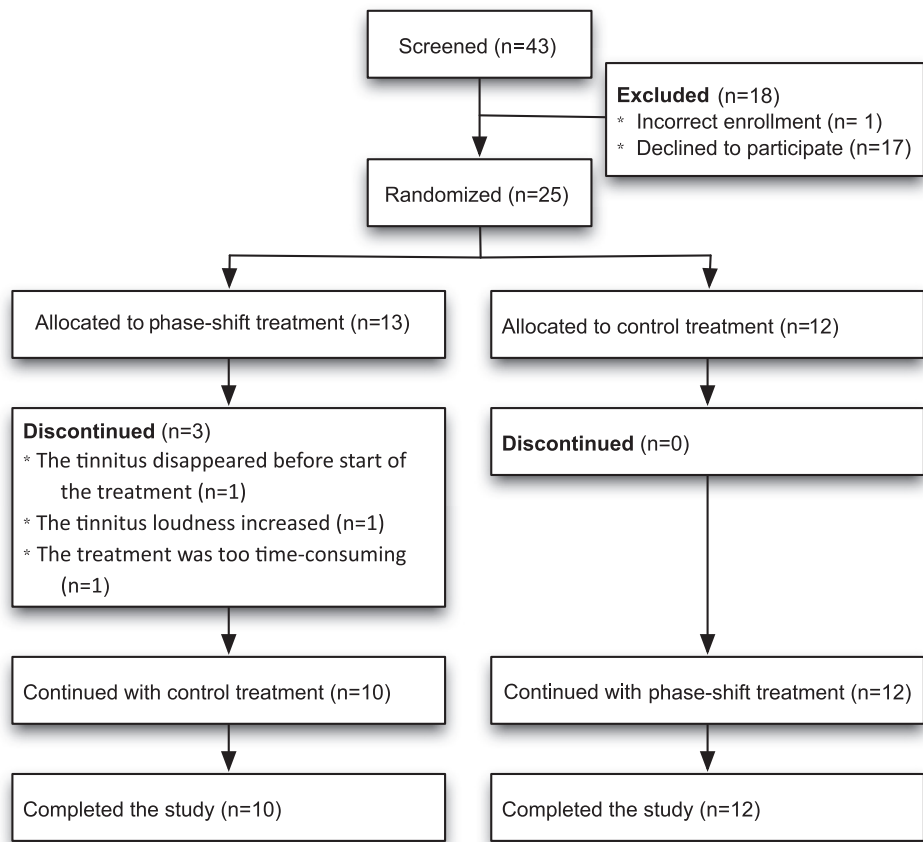 Screened (n=43)
Excluded (n=18)
* Incorrect enrollment (n= 1)
* Declined to participate (n=17)
Randomized (n=25)
Allocated to phase-shift treatment (n=13)
Allocated to control treatment (n=12)
Discontinued (n=3)
* The tinnitus disappeared before start of
the treatment (n=1)
* The tinnitus loudness increased (n=1)
* The treatment was too time-consuming
(n=1)
Discontinued (n=0)
Continued with control treatment (n=10)
Continued with phase-shift treatment (n=12)
Completed the study (n=10)
Completed the study (n=12)